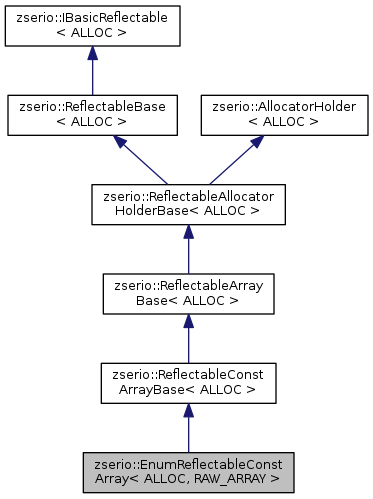 zserio::IBasicReflectable
< ALLOC >
zserio::ReflectableBase
< ALLOC >
zserio::AllocatorHolder
< ALLOC >
zserio::ReflectableAllocator
HolderBase< ALLOC >
zserio::ReflectableArray
Base< ALLOC >
zserio::ReflectableConst
ArrayBase< ALLOC >
zserio::EnumReflectableConst
Array< ALLOC, RAW_ARRAY >